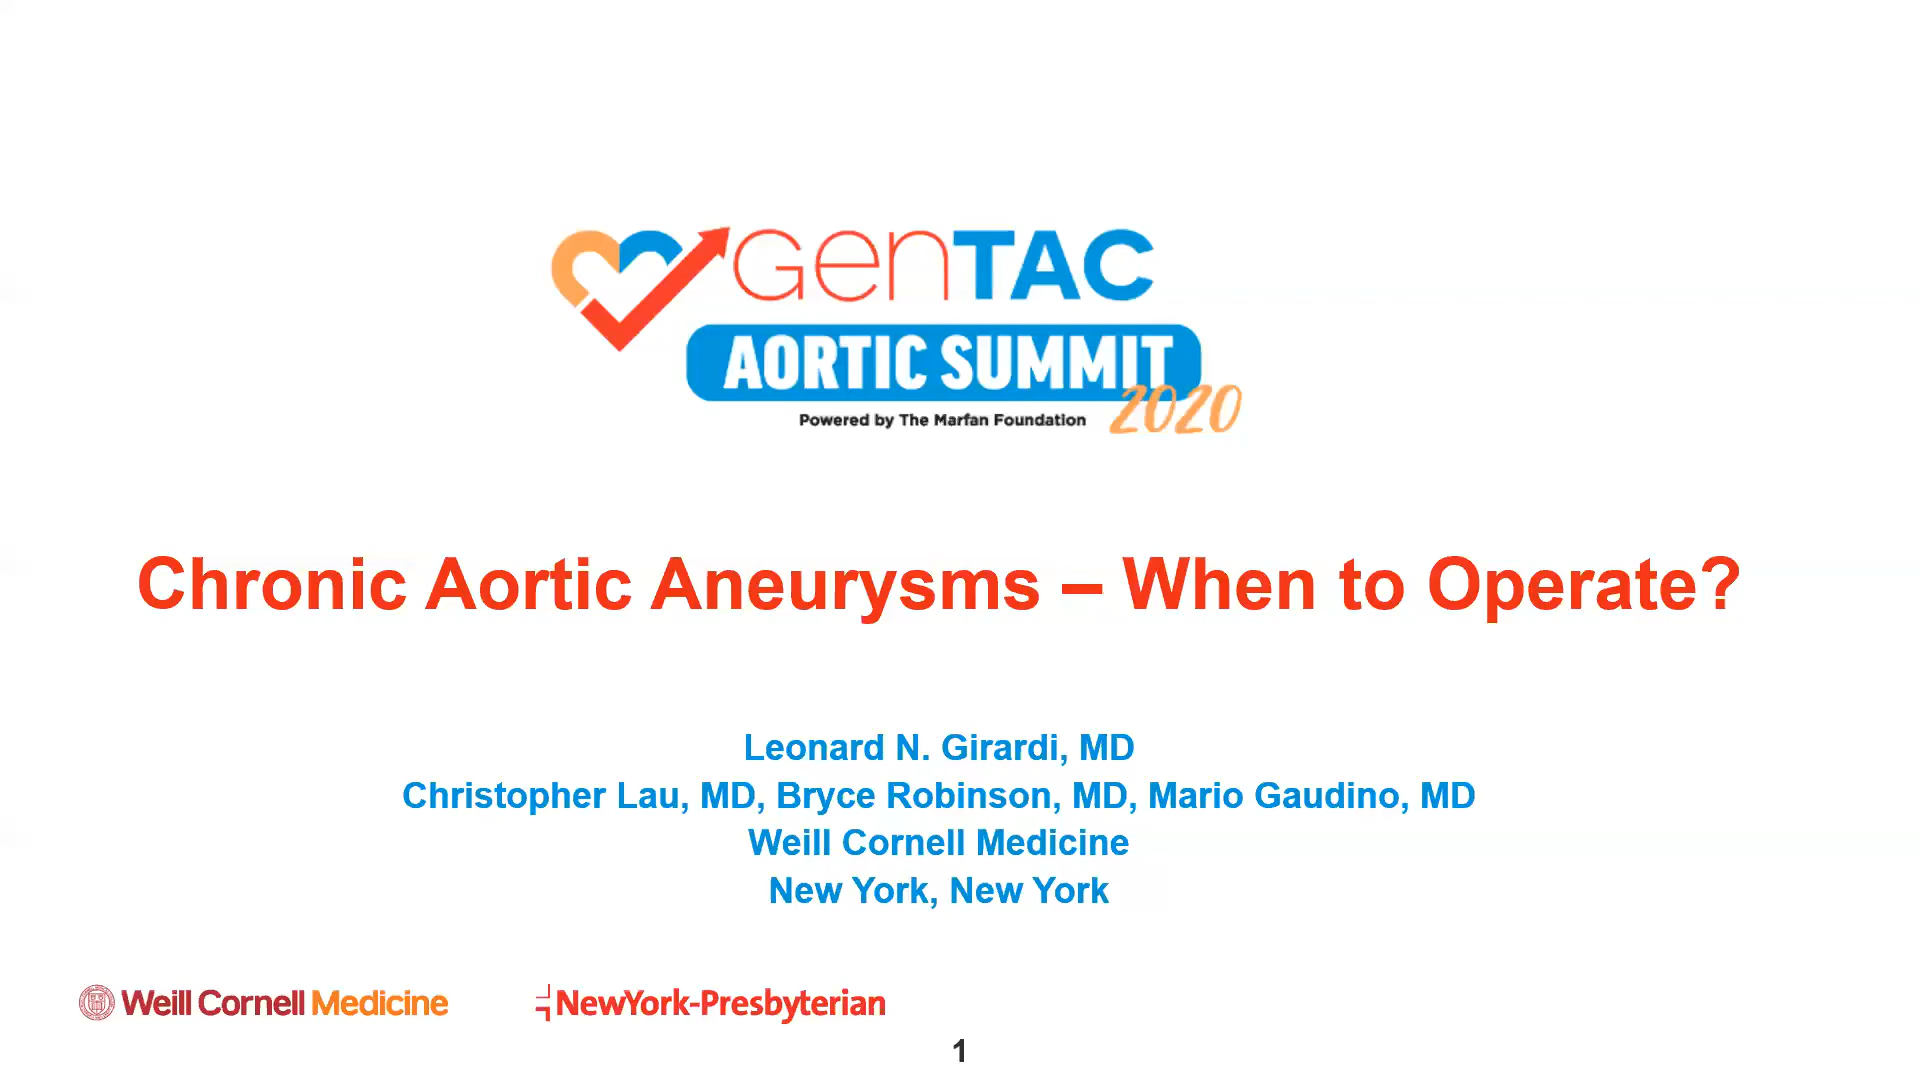 GenTAC
AORTIC SUMMIT
2020
Powered by The Marfan Foundation
Chronic Aortic Aneurysms – When to Operate?
Leonard N. Girardi, MD
Christopher Lau, MD, Bryce Robinson, MD, Mario Gaudino, MD
Weill Cornell Medicine
New York, New York
Weill Cornell Medicine
NewYork-Presbyterian
1